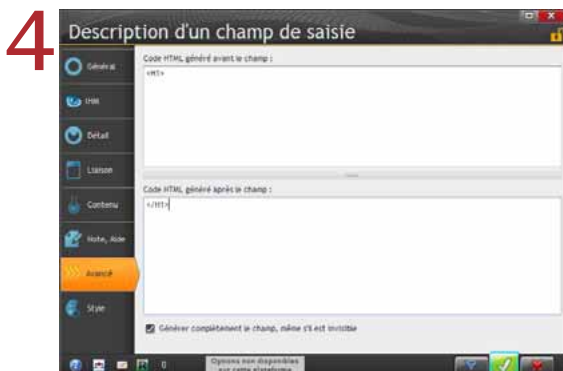 4
Description d'un champ de saisie
Général
Code HTML généré avant le champ :
<H1>
IHM
Détail
Liaison
Code HTML généré après le champ :
</H1>
Contenu
Note, Aide
Avancé
Style
Générer complètement le champ, même s'il est invisible
0
Options non disponibles
sur cette plateforme